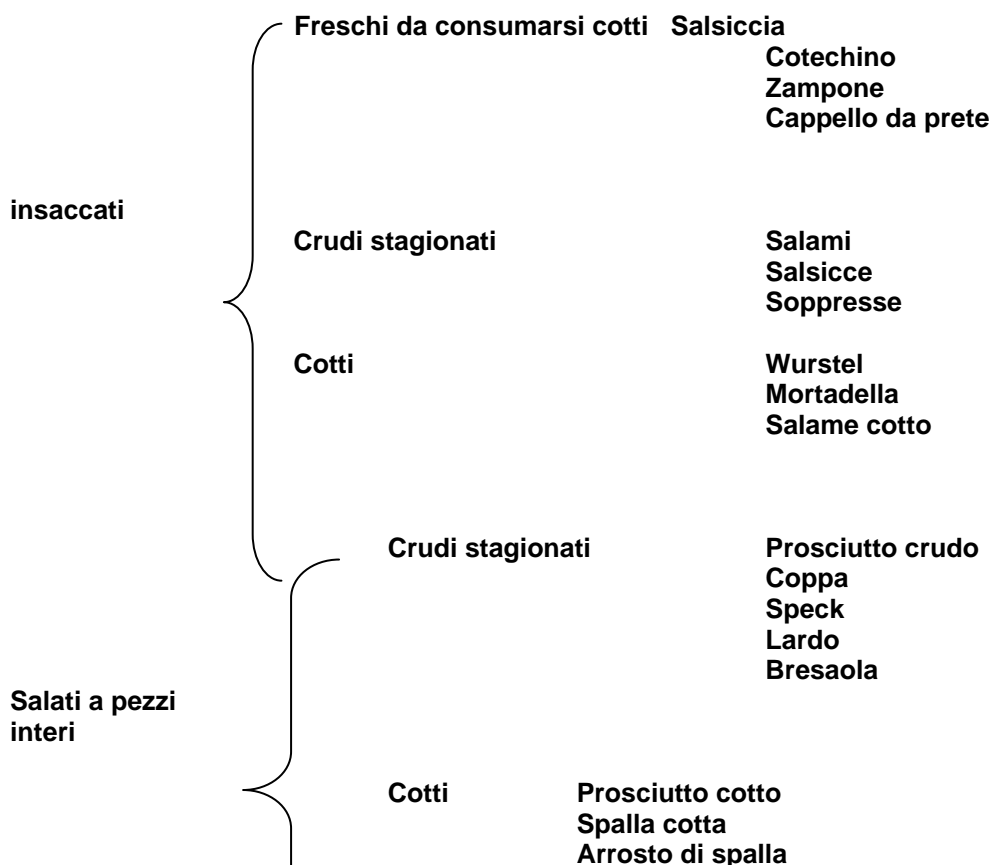 Freschi da consumarsi cotti Salsiccia
Cotechino
Zampone
Cappello da prete
insaccati
Crudi stagionati Salami
Salsicce
Soppresse
Cotti Wurstel
Mortadella
Salame cotto
Crudi stagionati Prosciutto crudo
Coppa
Speck
Lardo
Bresaola
Salati a pezzi
interi
Cotti Prosciutto cotto
Spalla cotta
Arrosto di spalla